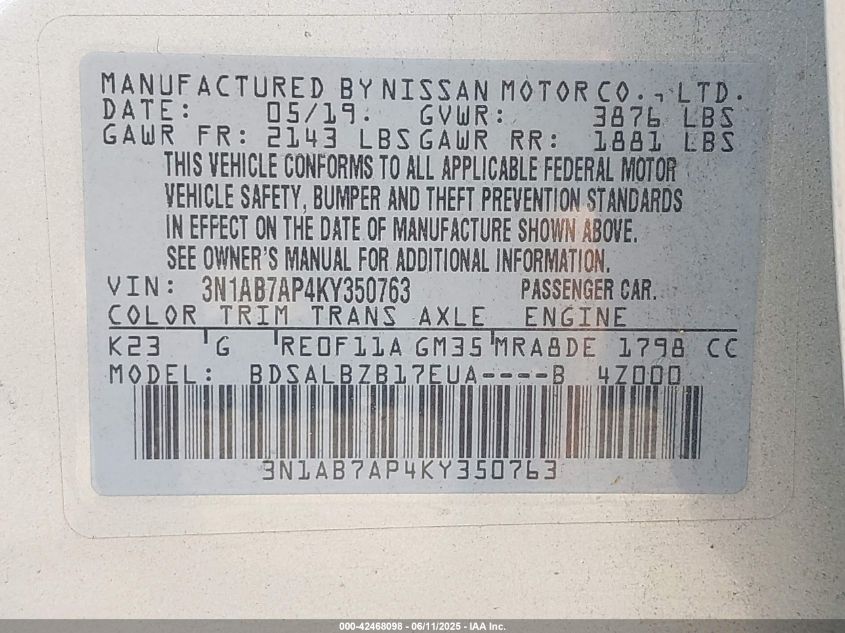 MANUFACTURED BY NISSAN MOTOR CO., LTD.
DATE: 05/19. GVWR: 3876 LBS
GAWR FR: 2143 LBS GAWR RR: 1881 LBS
THIS VEHICLE CONFORMS TO ALL APPLICABLE FEDERAL MOTOR
VEHICLE SAFETY, BUMPER AND THEFT PREVENTION STANDARDS
IN EFFECT ON THE DATE OF MANUFACTURE SHOWN ABOVE.
SEE OWNER'S MANUAL FOR ADDITIONAL INFORMATION.
VIN: 3N1AB7AP4KY350763 PASSENGER CAR.
COLOR TRIM TRANS AXLE ENGINE
K23 G RE0F11A GM35 MRA8DE 1798 CC
MODEL: BDSALBZB17EUA----B 4Z000
3N1AB7AP4KY350763
000-42468098 - 06/11/2025 - IAA Inc.